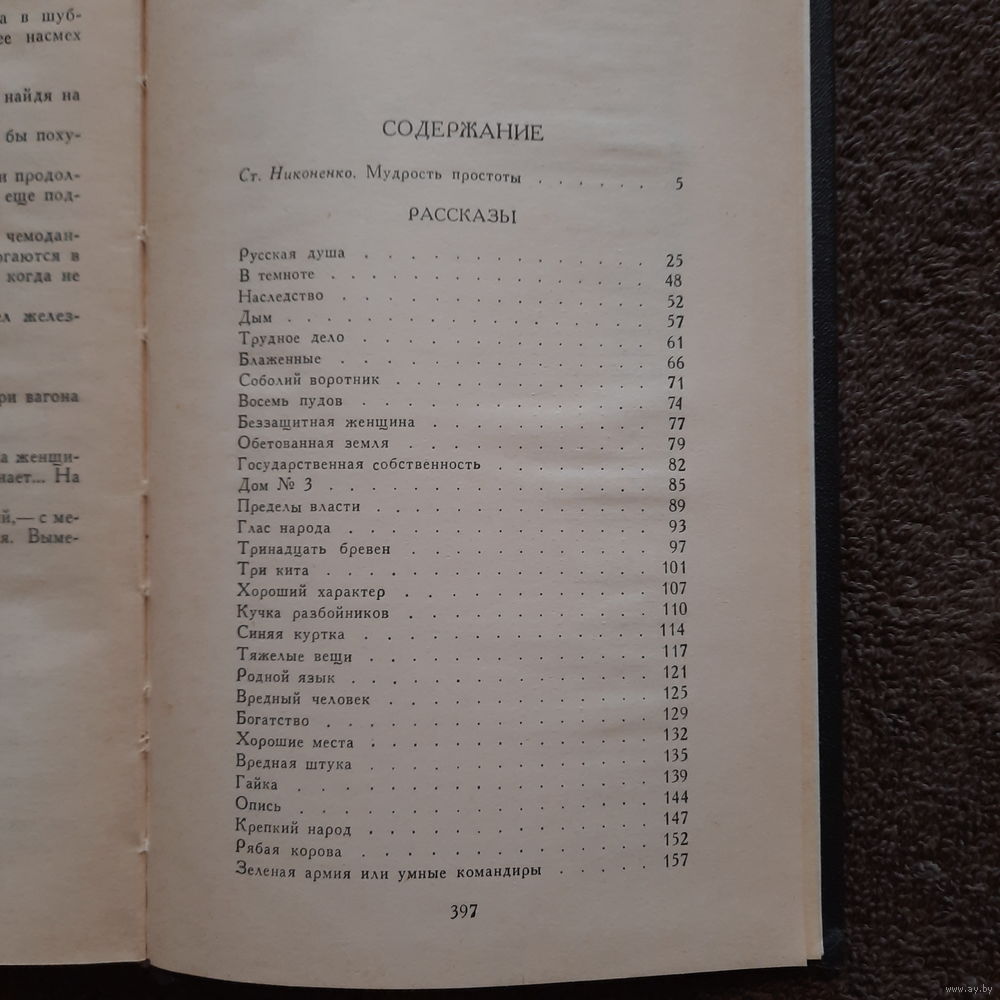 а в шуб-
ее насмех
найдя на
бы поху-
и продол-
еще под-
чемодан-
огаются в
когда не
ел желез-
ри вагона
а женщи-
нает... На
й,— с ме-
я. Выме-
СОДЕРЖАНИЕ
Ст. Никоненко. Мудрость простоты . . . . . . 5
РАССКАЗЫ
Русская душа . . . . . . . . . . . . . . 25
В темноте . . . . . . . . . . . . . . . 48
Наследство . . . . . . . . . . . . . . . 52
Дым . . . . . . . . . . . . . . . . . 57
Трудное дело . . . . . . . . . . . . . . 61
Блаженные . . . . . . . . . . . . . . . 66
Соболий воротник . . . . . . . . . . . . . 71
Восемь пудов . . . . . . . . . . . . . . 74
Беззащитная женщина . . . . . . . . . . . 77
Обетованная земля . . . . . . . . . . . . 79
Государственная собственность . . . . . . . . 82
Дом № 3 . . . . . . . . . . . . . . . 85
Пределы власти . . . . . . . . . . . . . 89
Глас народа . . . . . . . . . . . . . . 93
Тринадцать бревен . . . . . . . . . . . . 97
Три кита . . . . . . . . . . . . . . . 101
Хороший характер . . . . . . . . . . . . 107
Кучка разбойников . . . . . . . . . . . . 110
Синяя куртка . . . . . . . . . . . . . . 114
Тяжелые вещи . . . . . . . . . . . . . 117
Родной язык . . . . . . . . . . . . . . 121
Вредный человек . . . . . . . . . . . . . 125
Богатство . . . . . . . . . . . . . . . 129
Хорошие места . . . . . . . . . . . . . 132
Вредная штука . . . . . . . . . . . . . 135
Гайка . . . . . . . . . . . . . . . . 139
Опись . . . . . . . . . . . . . . . . 144
Крепкий народ . . . . . . . . . . . . . 147
Рябая корова . . . . . . . . . . . . . . 152
Зеленая армия или умные командиры . . . . . 157
397
www.ay.by